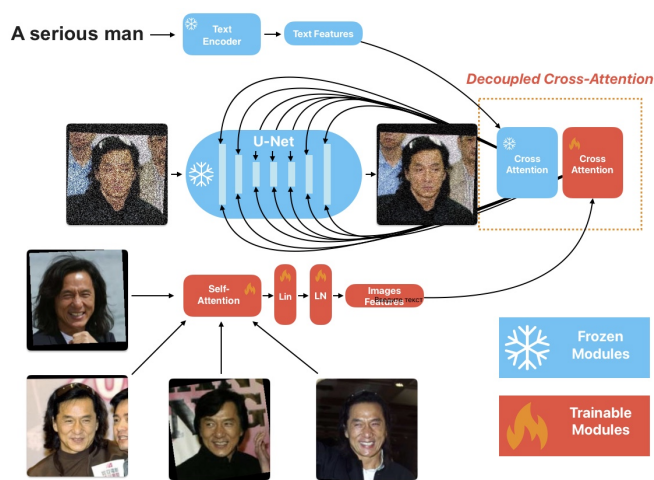 A serious man
Text
Encoder
Text Features
Decoupled Cross-Attention
U-Net
Cross
Attention
Cross
Attention
Self-
Attention
Lin
LN
Images
Features
текст
Frozen
Modules
Trainable
Modules